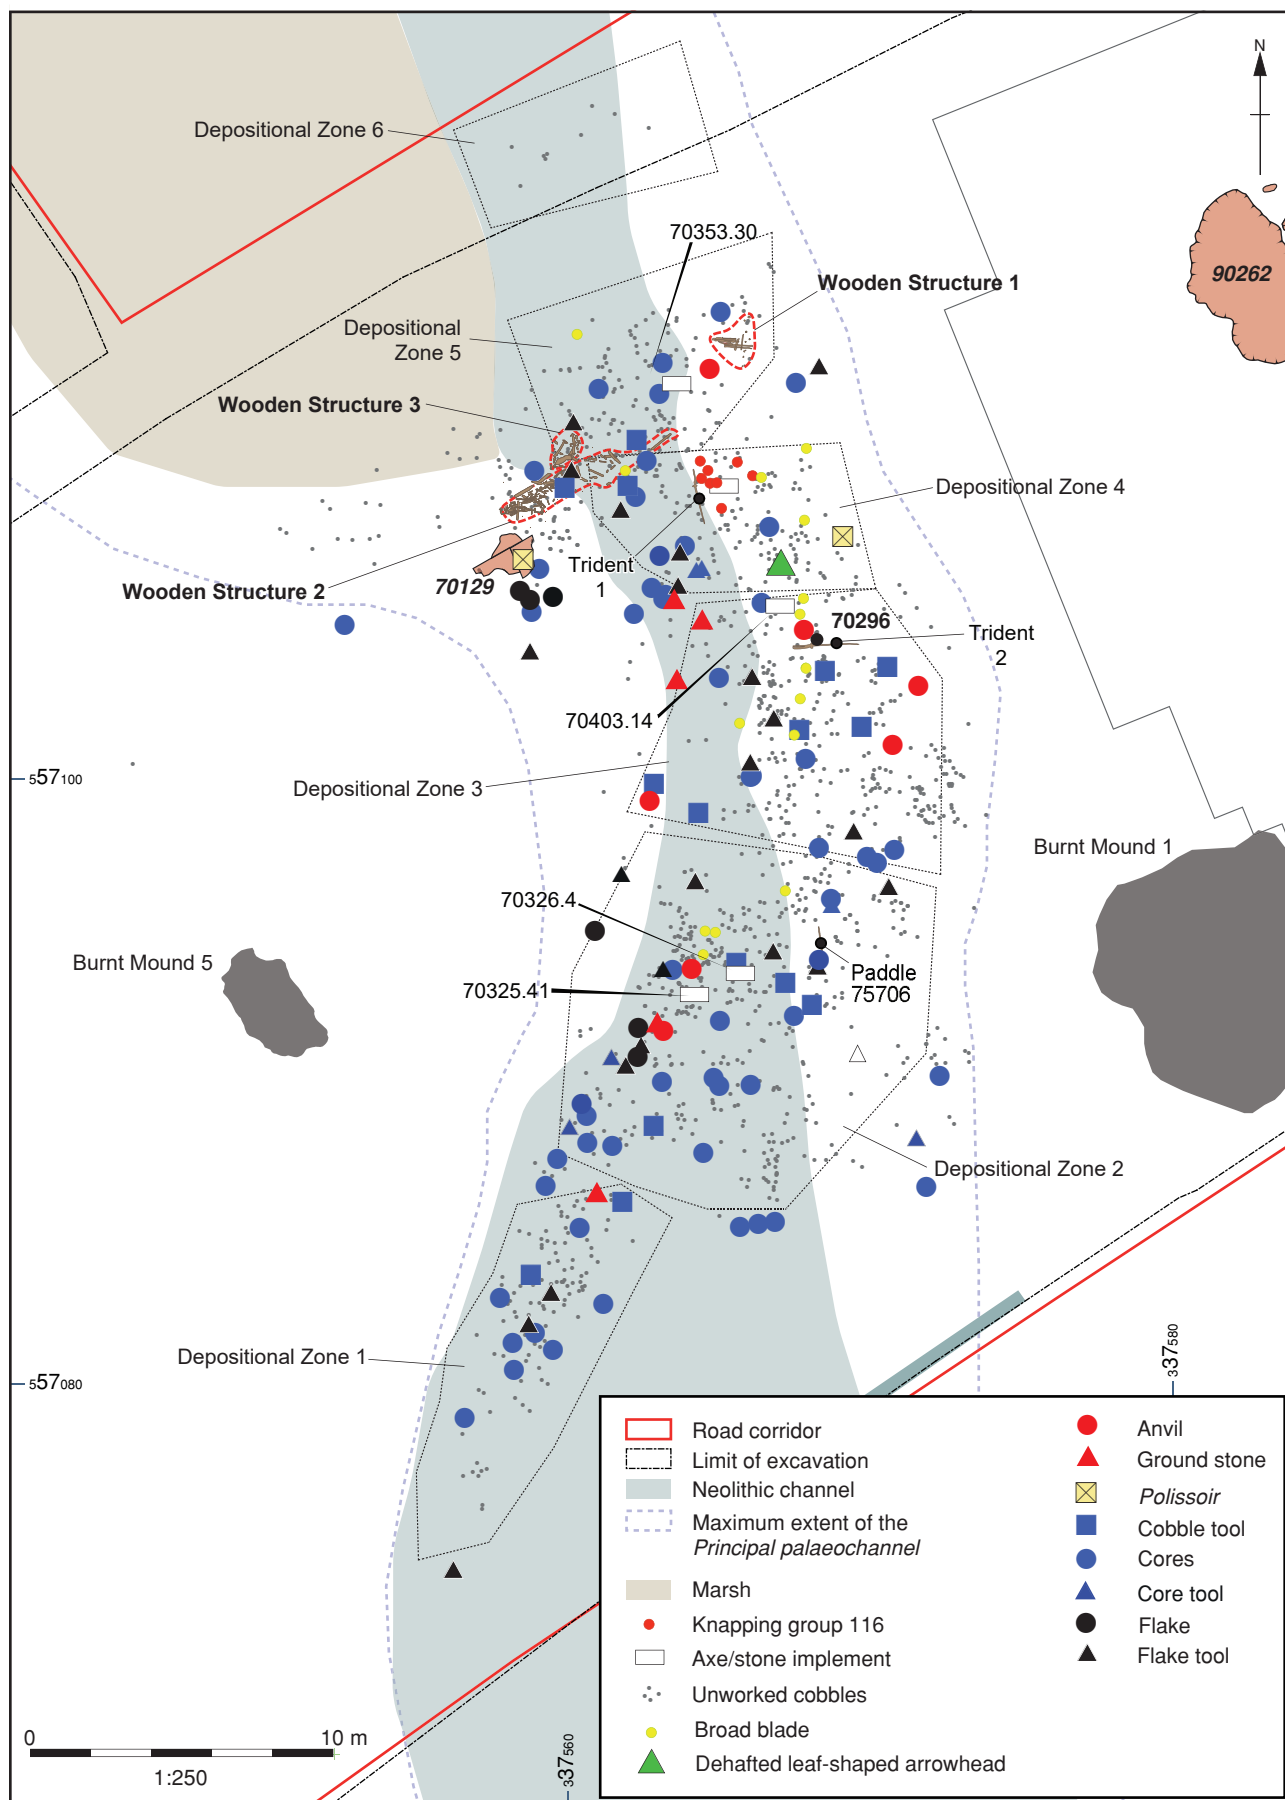 N
Depositional Zone 6
70353.30
90262
Wooden Structure 1
Depositional
Zone 5
Wooden Structure 3
Depositional Zone 4
Trident
1
70129
Wooden Structure 2
70296
Trident
2
70403.14
557100
Depositional Zone 3
Burnt Mound 1
70326.4
Burnt Mound 5
Paddle
75706
70325.41
Depositional Zone 2
Depositional Zone 1
337580
557080
Road corridor
Limit of excavation
Neolithic channel
Maximum extent of the
Principal palaeochannel
Marsh
Knapping group 116
Axe/stone implement
Unworked cobbles
Broad blade
Dehafted leaf-shaped arrowhead
Anvil
Ground stone
Polissoir
Cobble tool
Cores
Core tool
Flake
Flake tool
0 10 m
1:250
337560